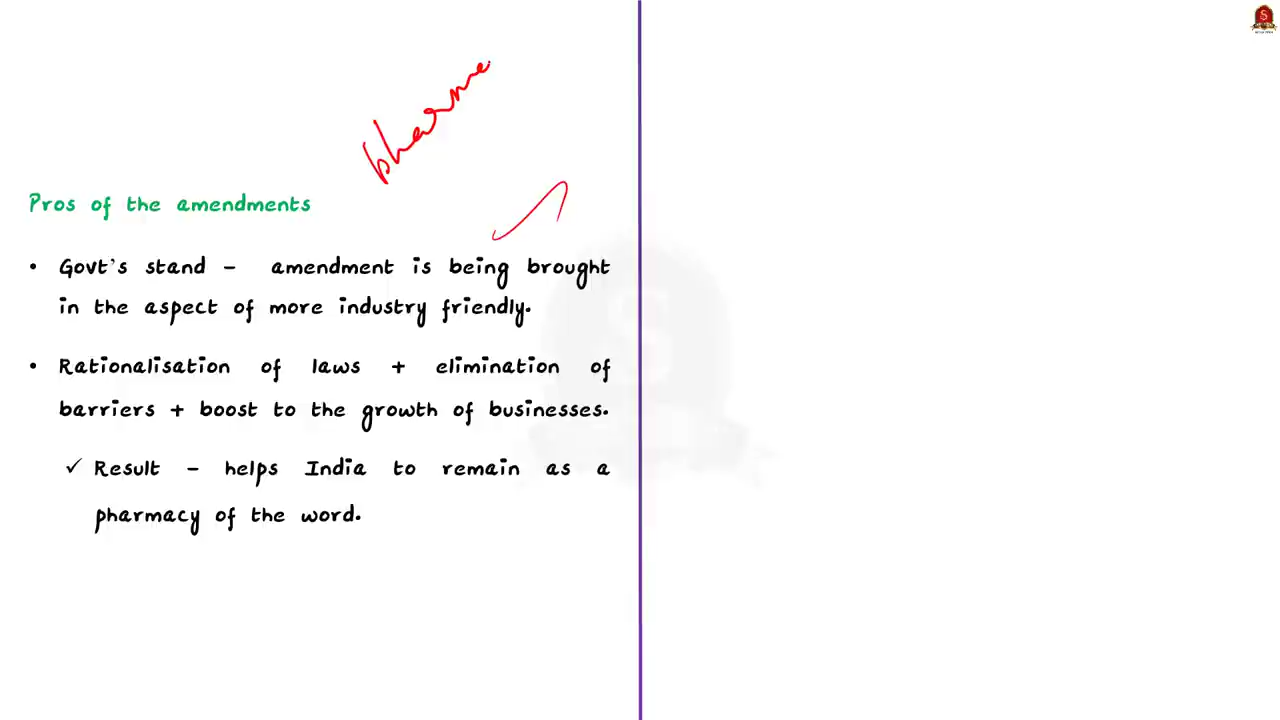 pharma
Pros of the amendments
• Govt's stand – amendment is being brought
in the aspect of more industry friendly.
• Rationalisation of laws + elimination of
barriers + boost to the growth of businesses.
✓ Result – helps India to remain as a
pharmacy of the word.
S